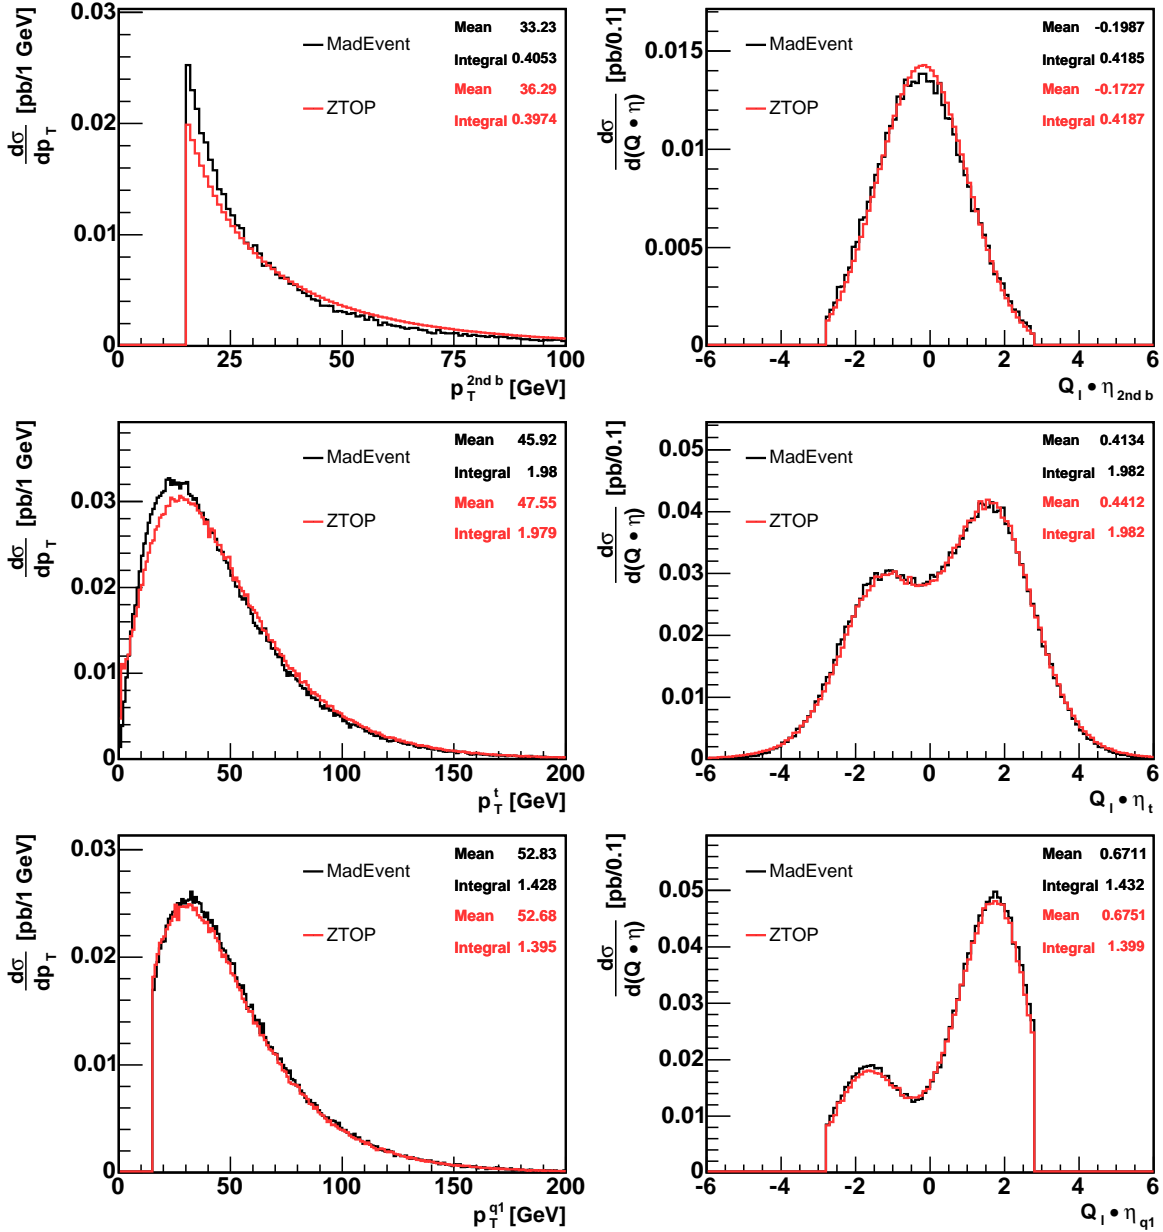 dσ/dp_T [pb/1 GeV]
0.03
0.02
0.01
0
MadEvent
ZTOP
Mean 33.23
Integral 0.4053
Mean 36.29
Integral 0.3974
0 25 50 75 100
p_T^{2nd b} [GeV]
dσ/d(Q • η) [pb/0.1]
0.015
0.01
0.005
0
MadEvent
ZTOP
Mean -0.1987
Integral 0.4185
Mean -0.1727
Integral 0.4187
-6 -4 -2 0 2 4 6
Q_l • η_{2nd b}
dσ/dp_T [pb/1 GeV]
0.03
0.02
0.01
0
MadEvent
ZTOP
Mean 45.92
Integral 1.98
Mean 47.55
Integral 1.979
0 50 100 150 200
p_T^t [GeV]
dσ/d(Q • η) [pb/0.1]
0.05
0.04
0.03
0.02
0.01
0
MadEvent
ZTOP
Mean 0.4134
Integral 1.982
Mean 0.4412
Integral 1.982
-6 -4 -2 0 2 4 6
Q_l • η_t
dσ/dp_T [pb/1 GeV]
0.03
0.02
0.01
0
MadEvent
ZTOP
Mean 52.83
Integral 1.428
Mean 52.68
Integral 1.395
0 50 100 150 200
p_T^{q1} [GeV]
dσ/d(Q • η) [pb/0.1]
0.05
0.04
0.03
0.02
0.01
0
MadEvent
ZTOP
Mean 0.6711
Integral 1.432
Mean 0.6751
Integral 1.399
-6 -4 -2 0 2 4 6
Q_l • η_{q1}